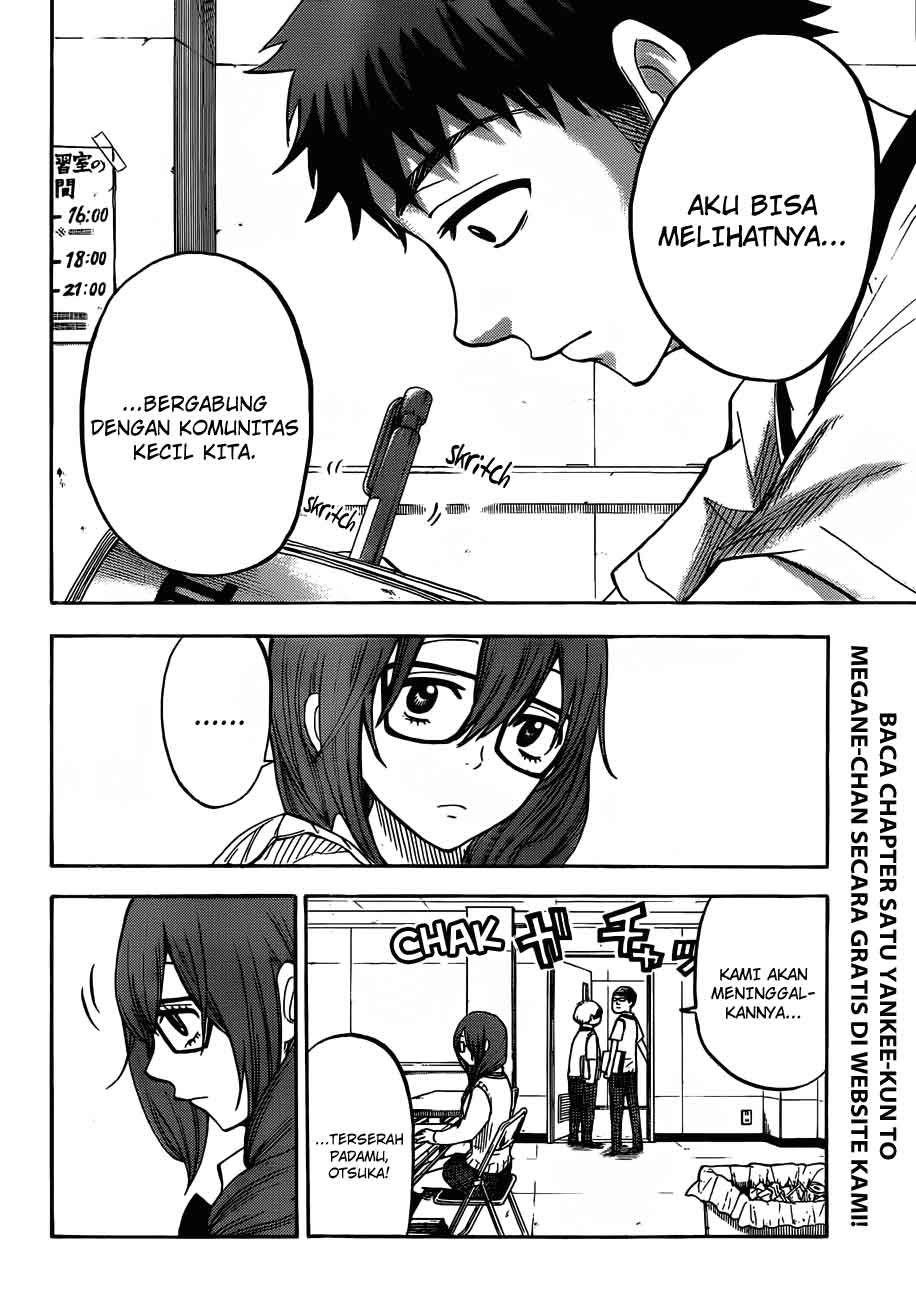 AKU BISA
MELIHATNYA...
習室の
間
-16:00
-18:00
-21:00
...BERGABUNG
DENGAN KOMUNITAS
KECIL KITA.
skritch
skritch
......
BACA CHAPTER SATU YANKEE-KUN TO
MEGANE-CHAN SECARA GRATIS DI WEBSITE KAMI!
KAMI AKAN
MENINGGAL-
KANNYA...
ガチャッ
CHAK
...TERSERAH
PADAMU,
OTSUKA!